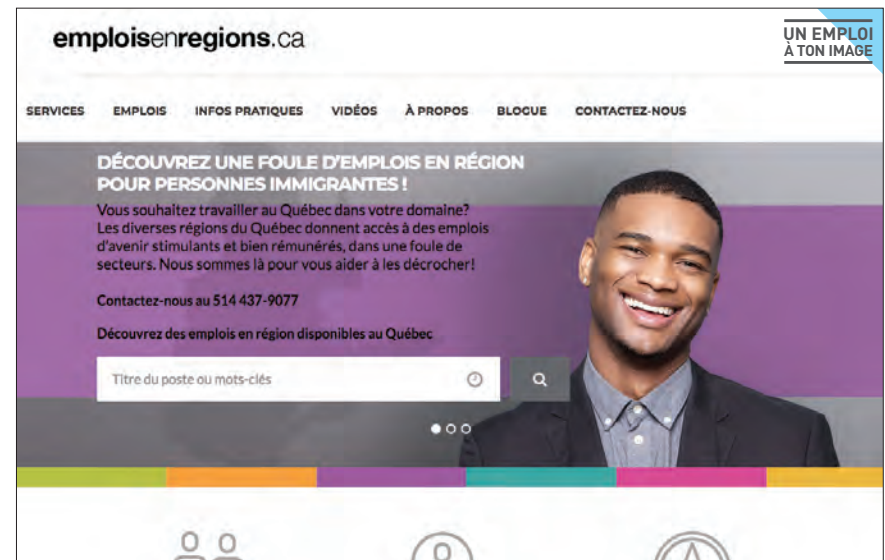 emploisenregions.ca
UN EMPLOI
À TON IMAGE
SERVICES EMPLOIS INFOS PRATIQUES VIDÉOS À PROPOS BLOGUE CONTACTEZ-NOUS
DÉCOUVREZ UNE FOULE D'EMPLOIS EN RÉGION
POUR PERSONNES IMMIGRANTES !
Vous souhaitez travailler au Québec dans votre domaine?
Les diverses régions du Québec donnent accès à des emplois
d'avenir stimulants et bien rémunérés, dans une foule de
secteurs. Nous sommes là pour vous aider à les décrocher!
Contactez-nous au 514 437-9077
Découvrez des emplois en région disponibles au Québec
Titre du poste ou mots-clés